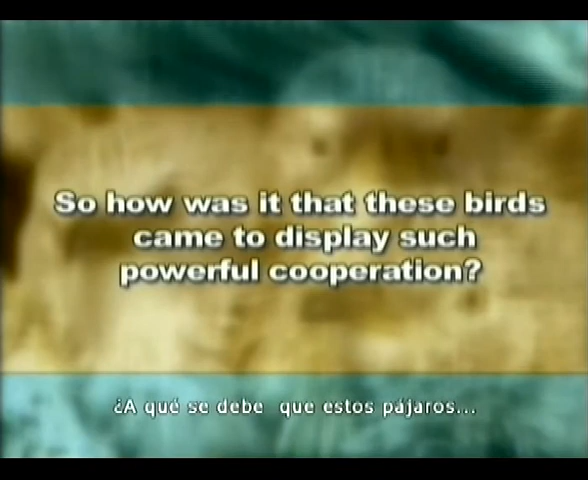 So how was it that these birds
came to display such
powerful cooperation?
¿A qué se debe  que estos pájaros...